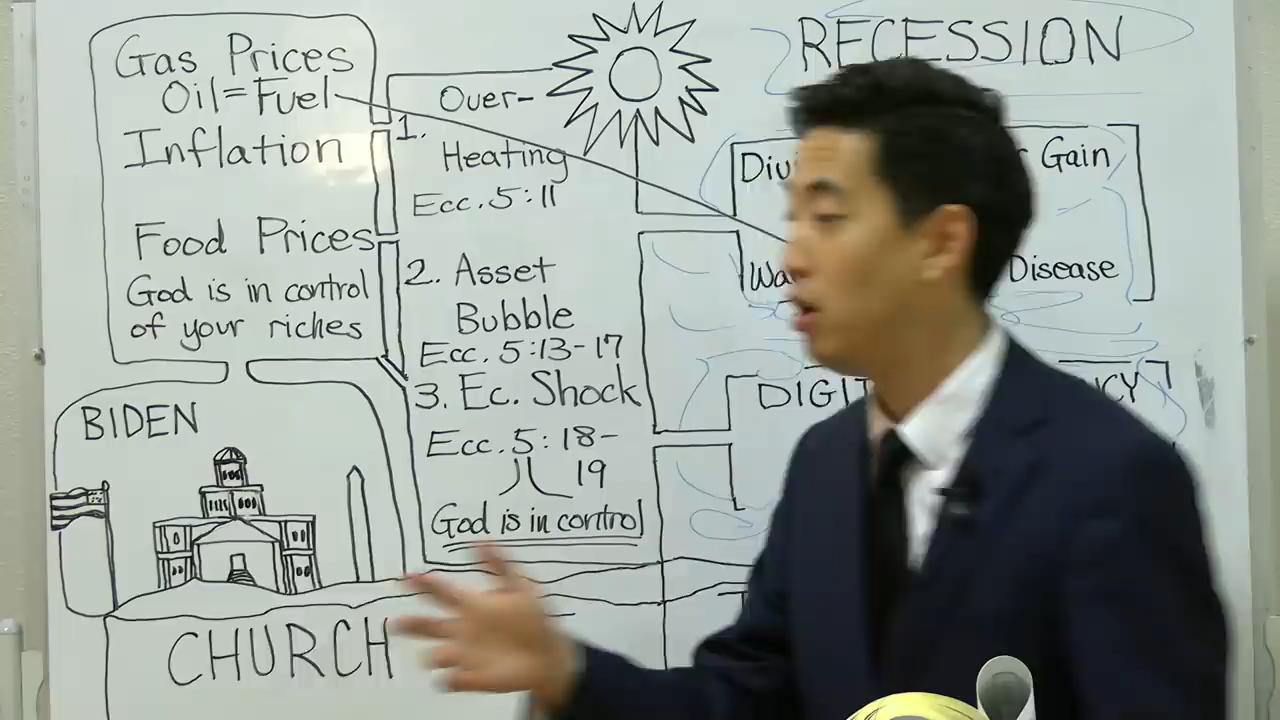 Gas Prices
Oil=Fuel
Inflation
Food Prices
God is in control
of your riches
BIDEN
CHURCH
Over-
1.
Heating
Ecc. 5:11
2. Asset
Bubble
Ecc. 5:13-17
3. Ec. Shock
Ecc. 5:18-
19
God is in control
RECESSION
Gain
Disease